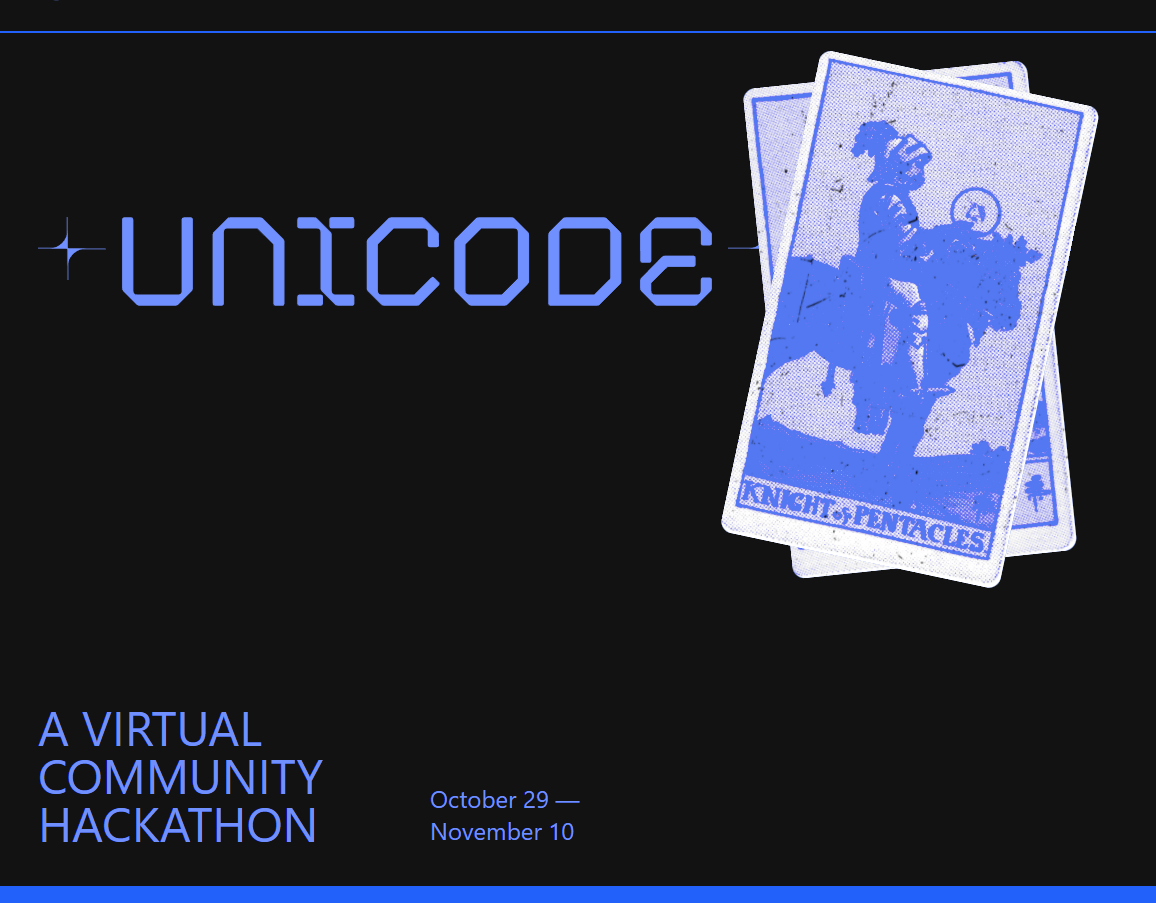 UNICODE
A
KNIGHT of PENTACLES
A VIRTUAL
COMMUNITY
HACKATHON
October 29 —
November 10